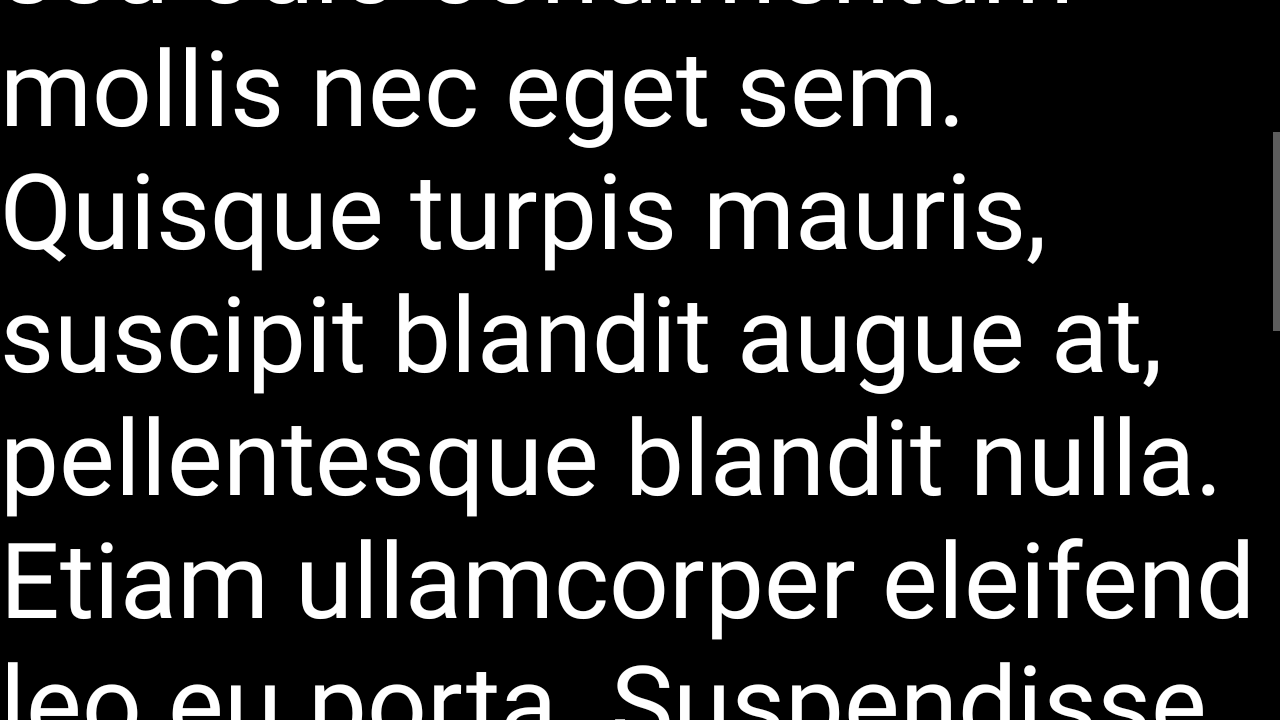 mollis nec eget sem.
Quisque turpis mauris,
suscipit blandit augue at,
pellentesque blandit nulla.
Etiam ullamcorper eleifend
leo eu porta. Suspendisse